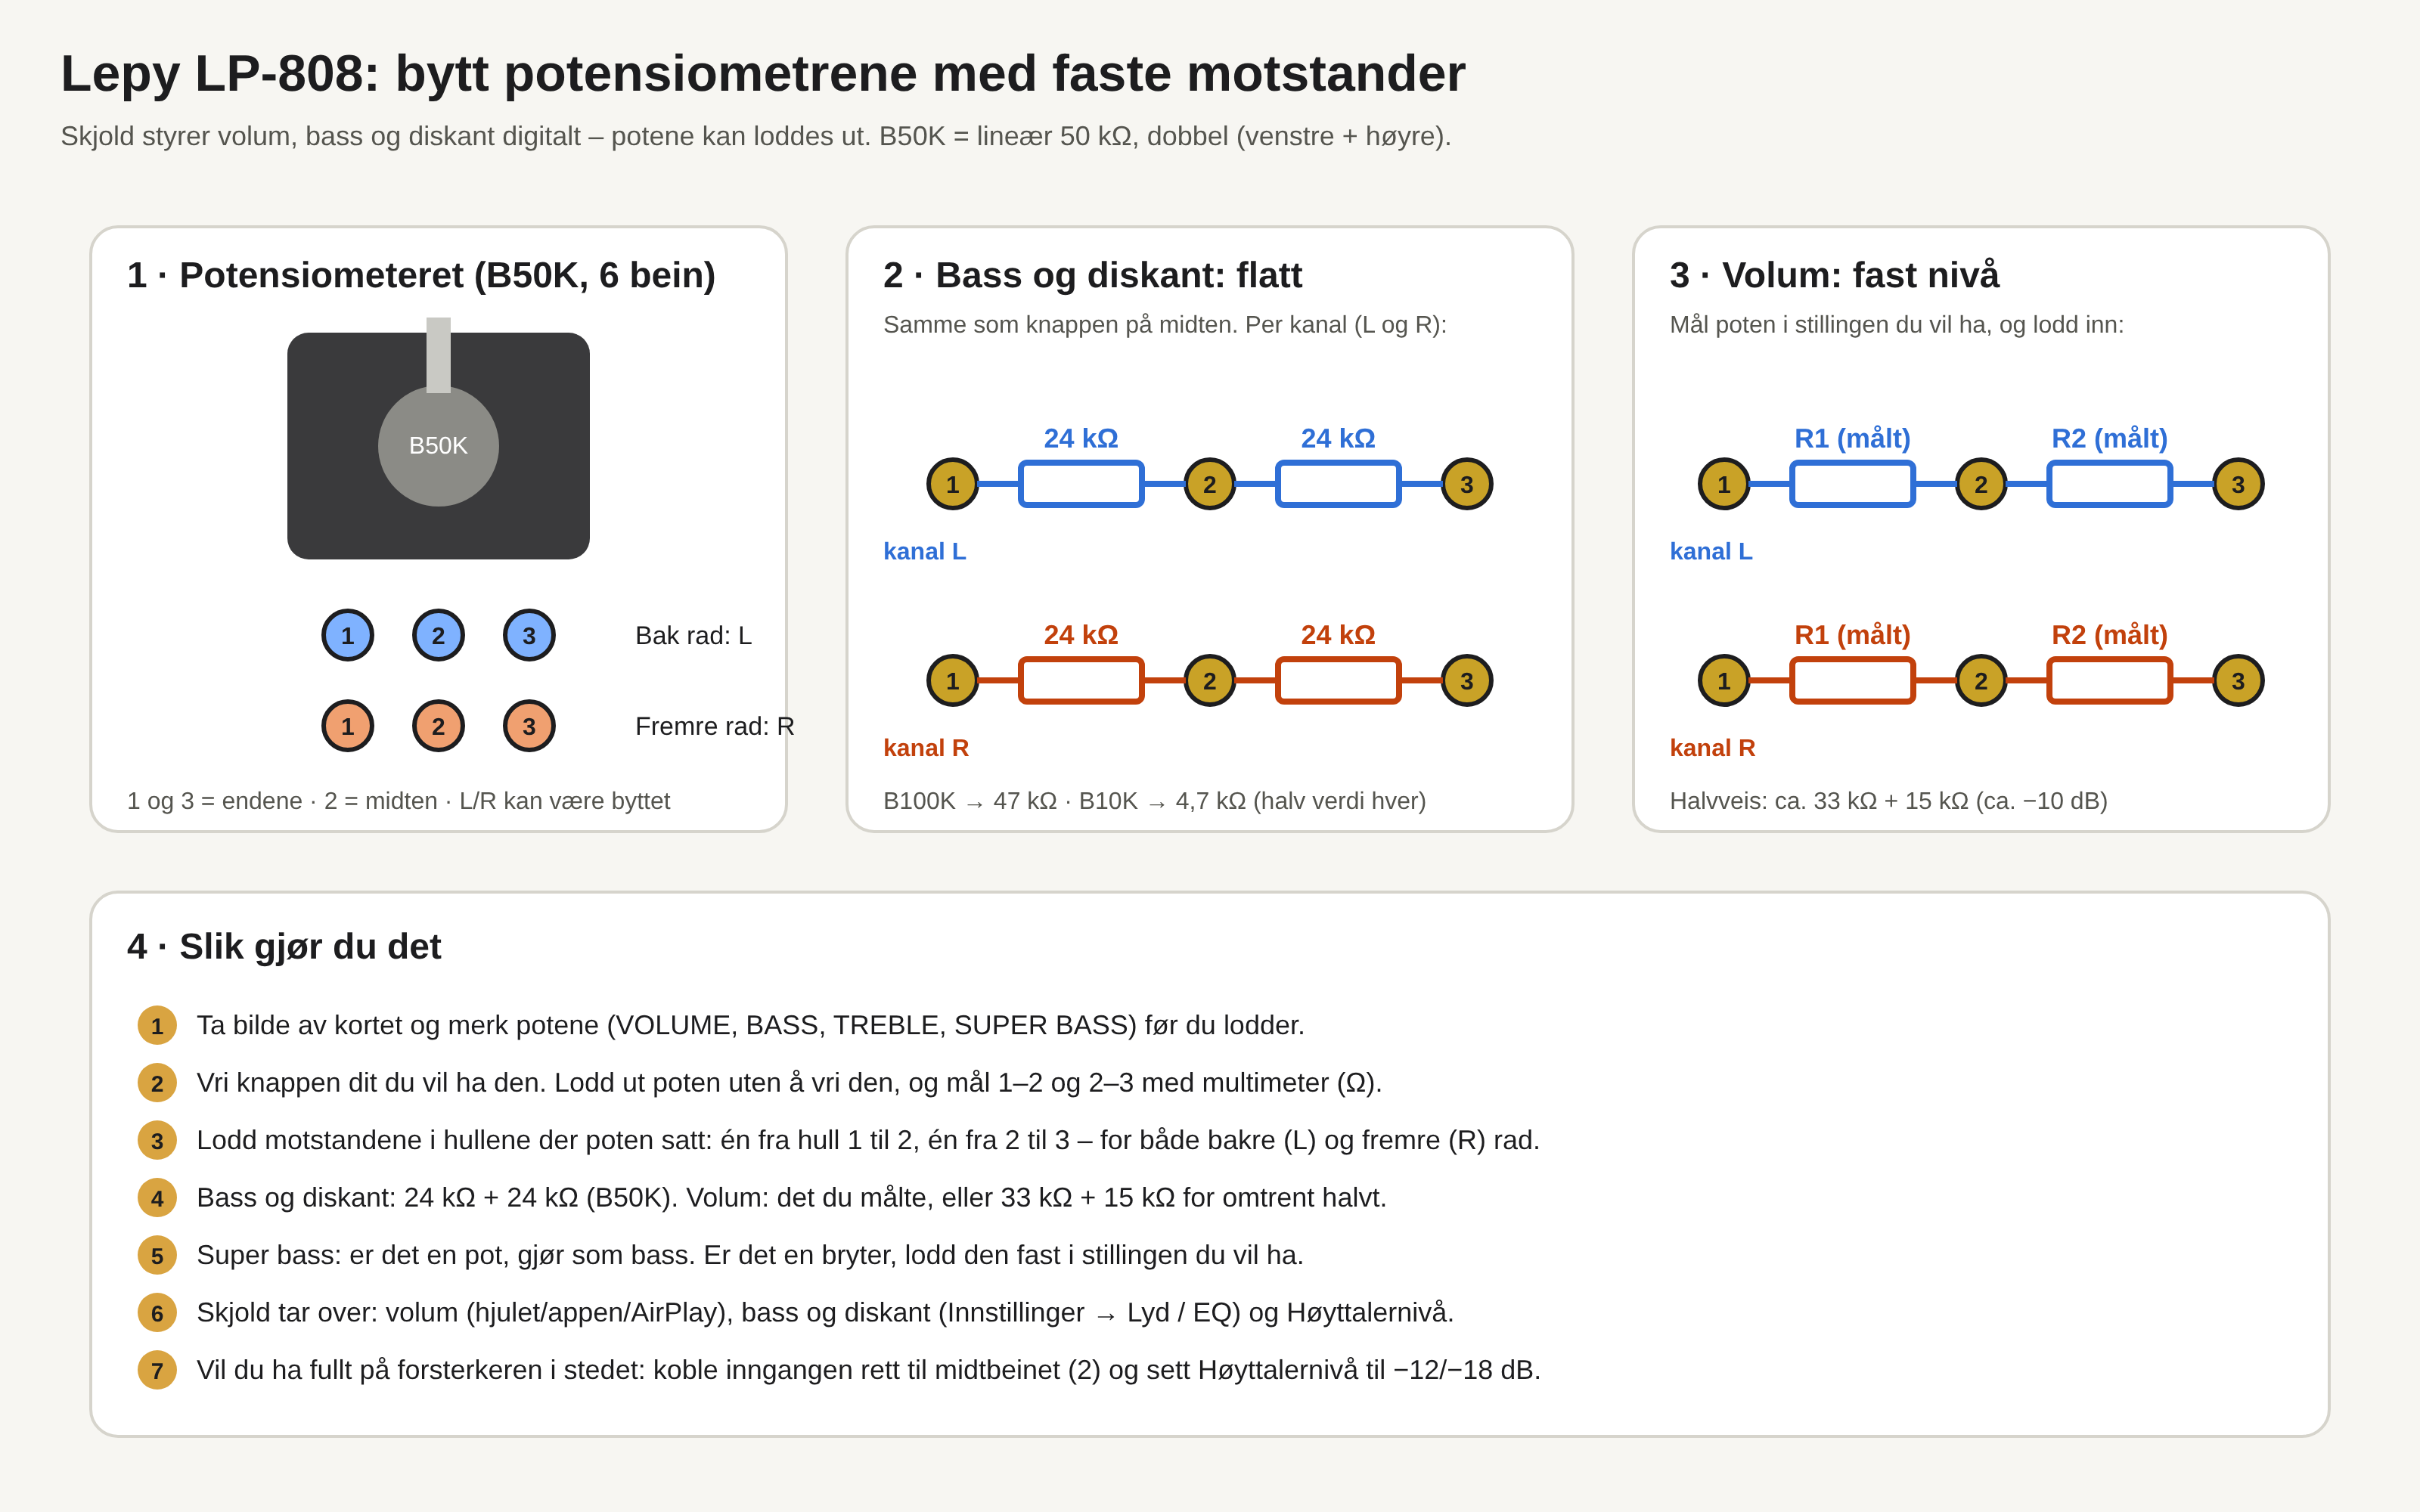 Lepy LP-808: bytt potensiometrene med faste motstander
Skjold styrer volum, bass og diskant digitalt – potene kan loddes ut. B50K = lineær 50 kΩ, dobbel (venstre + høyre).
1 · Potensiometeret (B50K, 6 bein)
B50K
1 2 3 Bak rad: L
1 2 3 Fremre rad: R
1 og 3 = endene · 2 = midten · L/R kan være byttet
2 · Bass og diskant: flatt
Samme som knappen på midten. Per kanal (L og R):
24 kΩ 24 kΩ
1 2 3
kanal L
24 kΩ 24 kΩ
1 2 3
kanal R
B100K → 47 kΩ · B10K → 4,7 kΩ (halv verdi hver)
3 · Volum: fast nivå
Mål poten i stillingen du vil ha, og lodd inn:
R1 (målt) R2 (målt)
1 2 3
kanal L
R1 (målt) R2 (målt)
1 2 3
kanal R
Halvveis: ca. 33 kΩ + 15 kΩ (ca. −10 dB)
4 · Slik gjør du det
1 Ta bilde av kortet og merk potene (VOLUME, BASS, TREBLE, SUPER BASS) før du lodder.
2 Vri knappen dit du vil ha den. Lodd ut poten uten å vri den, og mål 1–2 og 2–3 med multimeter (Ω).
3 Lodd motstandene i hullene der poten satt: én fra hull 1 til 2, én fra 2 til 3 – for både bakre (L) og fremre (R) rad.
4 Bass og diskant: 24 kΩ + 24 kΩ (B50K). Volum: det du målte, eller 33 kΩ + 15 kΩ for omtrent halvt.
5 Super bass: er det en pot, gjør som bass. Er det en bryter, lodd den fast i stillingen du vil ha.
6 Skjold tar over: volum (hjulet/appen/AirPlay), bass og diskant (Innstillinger → Lyd / EQ) og Høyttalernivå.
7 Vil du ha fullt på forsterkeren i stedet: koble inngangen rett til midtbeinet (2) og sett Høyttalernivå til −12/−18 dB.